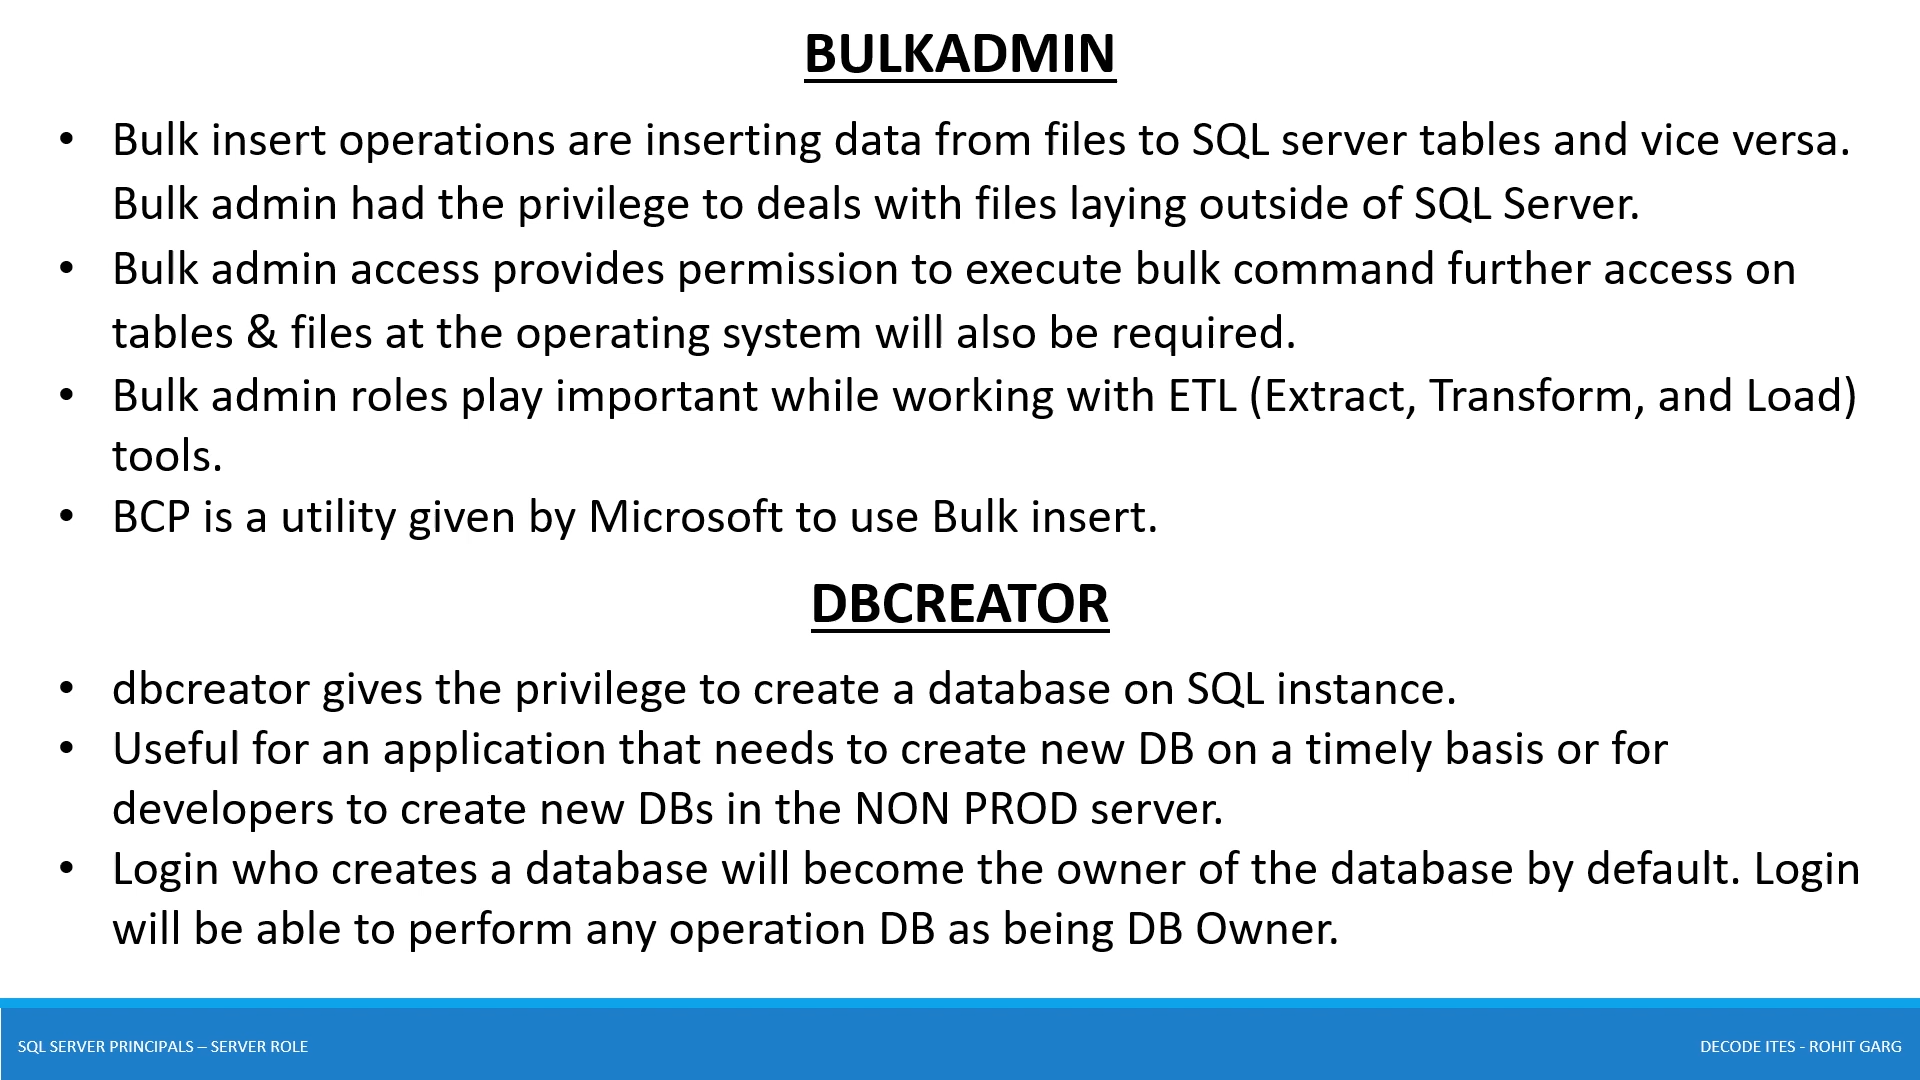 BULKADMIN
• Bulk insert operations are inserting data from files to SQL server tables and vice versa.
Bulk admin had the privilege to deals with files laying outside of SQL Server.
• Bulk admin access provides permission to execute bulk command further access on
tables & files at the operating system will also be required.
• Bulk admin roles play important while working with ETL (Extract, Transform, and Load)
tools.
• BCP is a utility given by Microsoft to use Bulk insert.
DBCREATOR
• dbcreator gives the privilege to create a database on SQL instance.
• Useful for an application that needs to create new DB on a timely basis or for
developers to create new DBs in the NON PROD server.
• Login who creates a database will become the owner of the database by default. Login
will be able to perform any operation DB as being DB Owner.
SQL SERVER PRINCIPALS – SERVER ROLE
DECODE ITES - ROHIT GARG